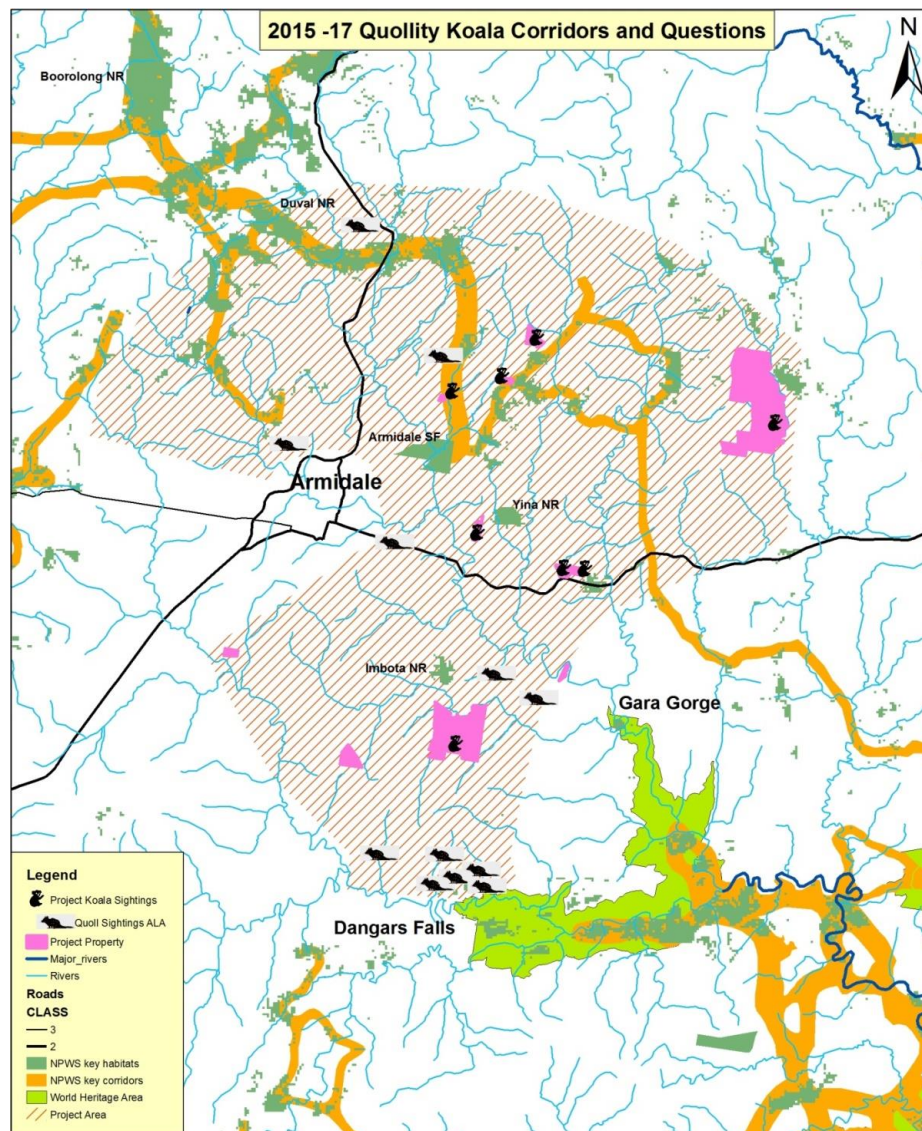 2015 -17 Quollity Koala Corridors and Questions
N
Boorolong NR
Duval NR
Armidale SF
Armidale
Yina NR
Imbota NR
Gara Gorge
Dangars Falls
Legend
Project Koala Sightings
Quoll Sightings ALA
Project Property
Major_rivers
Rivers
Roads
CLASS
3
2
NPWS key habitats
NPWS key corridors
World Heritage Area
Project Area